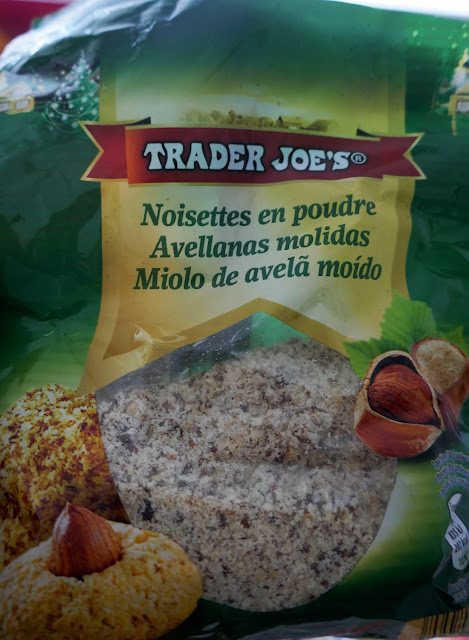 TRADER JOE'S®
Noisettes en poudre
Avellanas molidas
Miolo de avelã moído